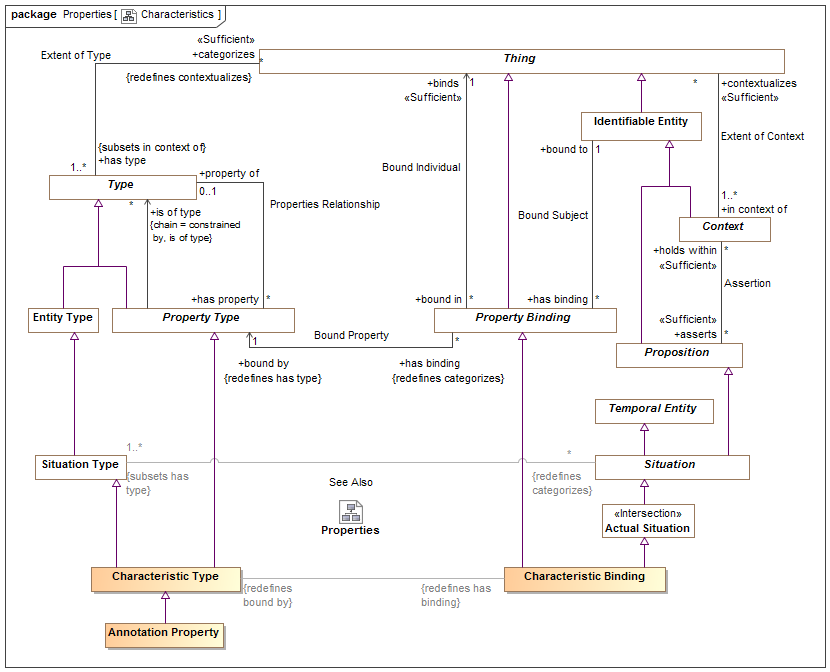 package Properties [ Characteristics ]
«Sufficient»
Extent of Type
+categorizes
*
{redefines contextualizes}
Thing
+binds
1
«Sufficient»
*
+contextualizes
«Sufficient»
Identifiable Entity
Extent of Context
+bound to
1
{subsets in context of}
+has type
1..*
Type
+property of
0..1
Bound Individual
1..*
+in context of
*
+is of type
{chain = constrained
by, is of type}
Properties Relationship
Bound Subject
Context
+holds within
*
«Sufficient»
Assertion
+has property
*
+bound in
*
+has binding
*
Entity Type
Property Type
Property Binding
«Sufficient»
+asserts
*
Bound Property
1
*
+bound by
{redefines has type}
+has binding
{redefines categorizes}
Proposition
Temporal Entity
1..*
*
Situation Type
Situation
{subsets has
type}
{redefines
categorizes}
See Also
Properties
«Intersection»
Actual Situation
Characteristic Type
Characteristic Binding
{redefines
bound by}
{redefines has
binding}
Annotation Property